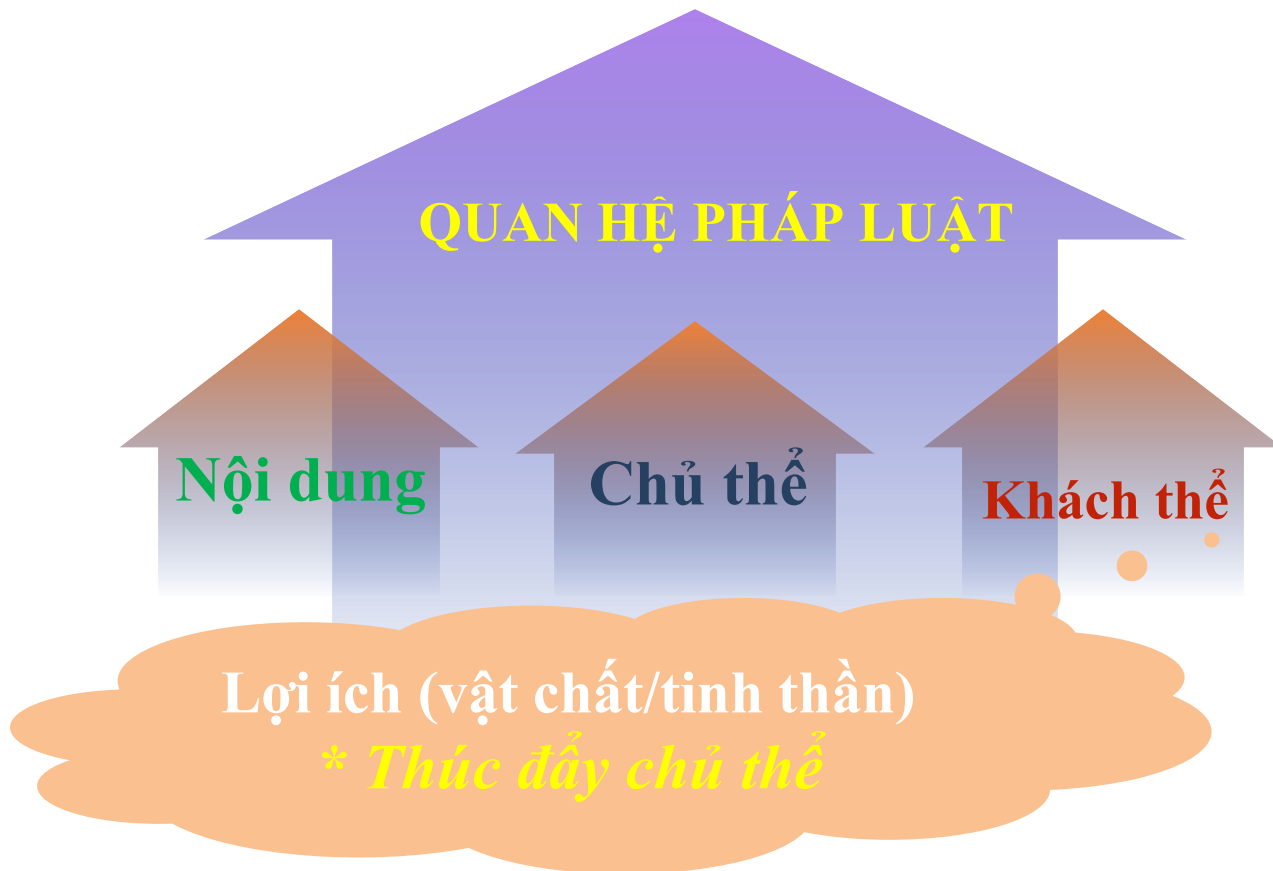 QUAN HỆ PHÁP LUẬT
Nội dung
Chủ thể
Khách thể
Lợi ích (vật chất/tinh thần)
* Thúc đẩy chủ thể